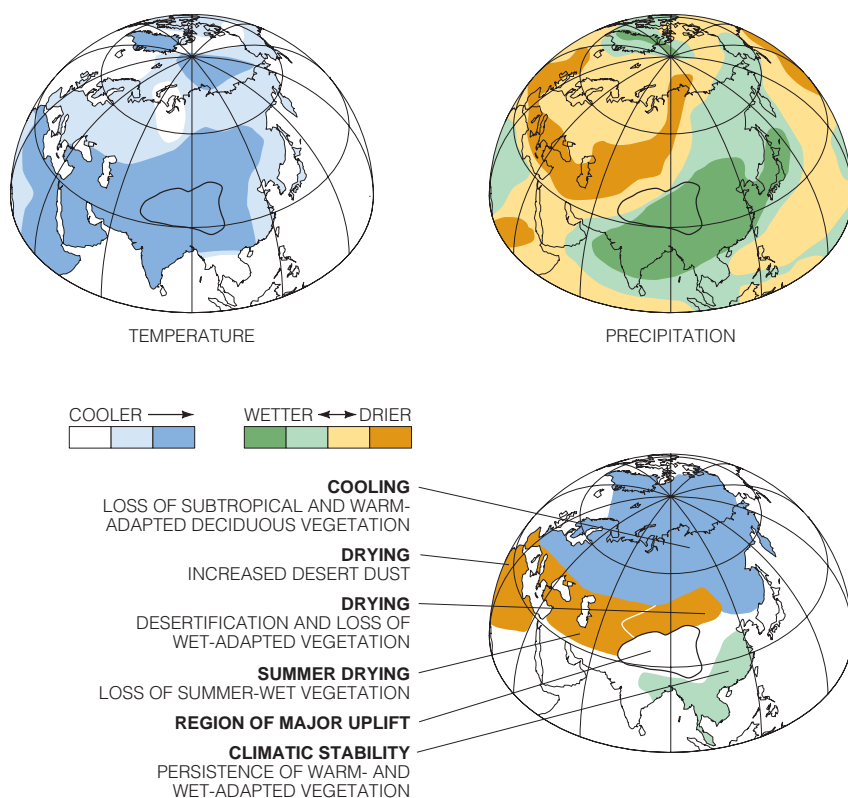 TEMPERATURE
PRECIPITATION
COOLER
WETTER DRIER
COOLING
LOSS OF SUBTROPICAL AND WARM-
ADAPTED DECIDUOUS VEGETATION
DRYING
INCREASED DESERT DUST
DRYING
DESERTIFICATION AND LOSS OF
WET-ADAPTED VEGETATION
SUMMER DRYING
LOSS OF SUMMER-WET VEGETATION
REGION OF MAJOR UPLIFT
CLIMATIC STABILITY
PERSISTENCE OF WARM- AND
WET-ADAPTED VEGETATION